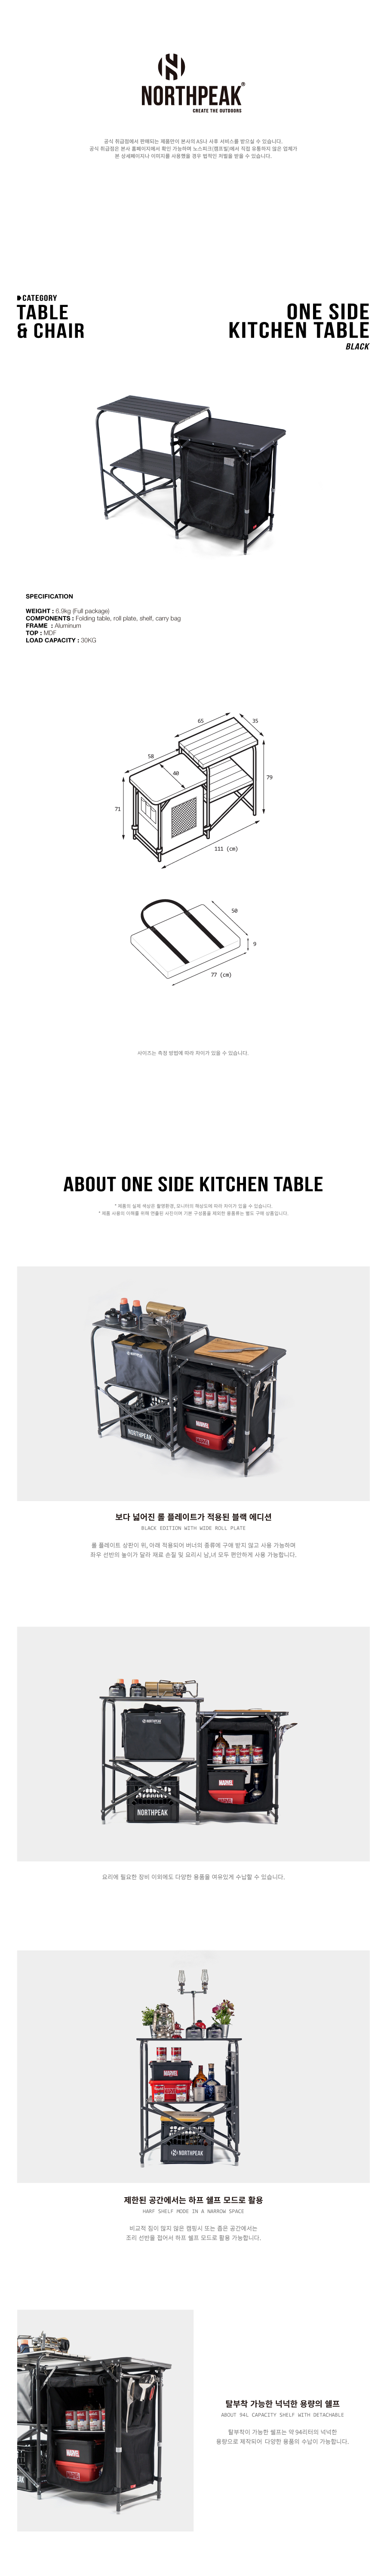 NORTHPEAK®
CREATE THE OUTDOORS
공식 취급점에서 판매되는 제품만이 본사의 AS나 사후 서비스를 받으실 수 있습니다.
공식 취급점은 본사 홈페이지에서 확인 가능하며 노스피크(캠프빌)에서 직접 유통하지 않은 업체가
본 상세페이지나 이미지를 사용했을 경우 법적인 처벌을 받을 수 있습니다.
CATEGORY
TABLE
& CHAIR
ONE SIDE
KITCHEN TABLE
BLACK
SPECIFICATION
WEIGHT : 6.9kg (Full package)
COMPONENTS : Folding table, roll plate, shelf, carry bag
FRAME : Aluminum
TOP : MDF
LOAD CAPACITY : 30KG
65
35
58
40
79
71
111 (cm)
50
9
77 (cm)
사이즈는 측정 방법에 따라 차이가 있을 수 있습니다.
ABOUT ONE SIDE KITCHEN TABLE
* 제품의 실제 색상은 촬영환경, 모니터의 해상도에 따라 차이가 있을 수 있습니다.
* 제품 사용의 이해를 위해 연출된 사진이며 기본 구성품을 제외한 용품류는 별도 구매 상품입니다.
NORTHPEAK
MARVEL
보다 넓어진 롤 플레이트가 적용된 블랙 에디션
BLACK EDITION WITH WIDE ROLL PLATE
롤 플레이트 상판이 위, 아래 적용되어 버너의 종류에 구애 받지 않고 사용 가능하며
좌우 선반의 높이가 달라 재료 손질 및 요리시 남,녀 모두 편안하게 사용 가능합니다.
NORTHPEAK
MARVEL
NORTHPEAK
요리에 필요한 장비 이외에도 다양한 용품을 여유있게 수납할 수 있습니다.
MARVEL
NORTHPEAK
제한된 공간에서는 하프 쉘프 모드로 활용
HARF SHELF MODE IN A NARROW SPACE
비교적 짐이 많지 않은 캠핑시 또는 좁은 공간에서는
조리 선반을 접어서 하프 쉘프 모드로 활용 가능합니다.
MARVEL
탈부착 가능한 넉넉한 용량의 쉘프
ABOUT 94L CAPACITY SHELF WITH DETACHABLE
탈부착이 가능한 쉘프는 약 94리터의 넉넉한
용량으로 제작되어 다양한 용품의 수납이 가능합니다.